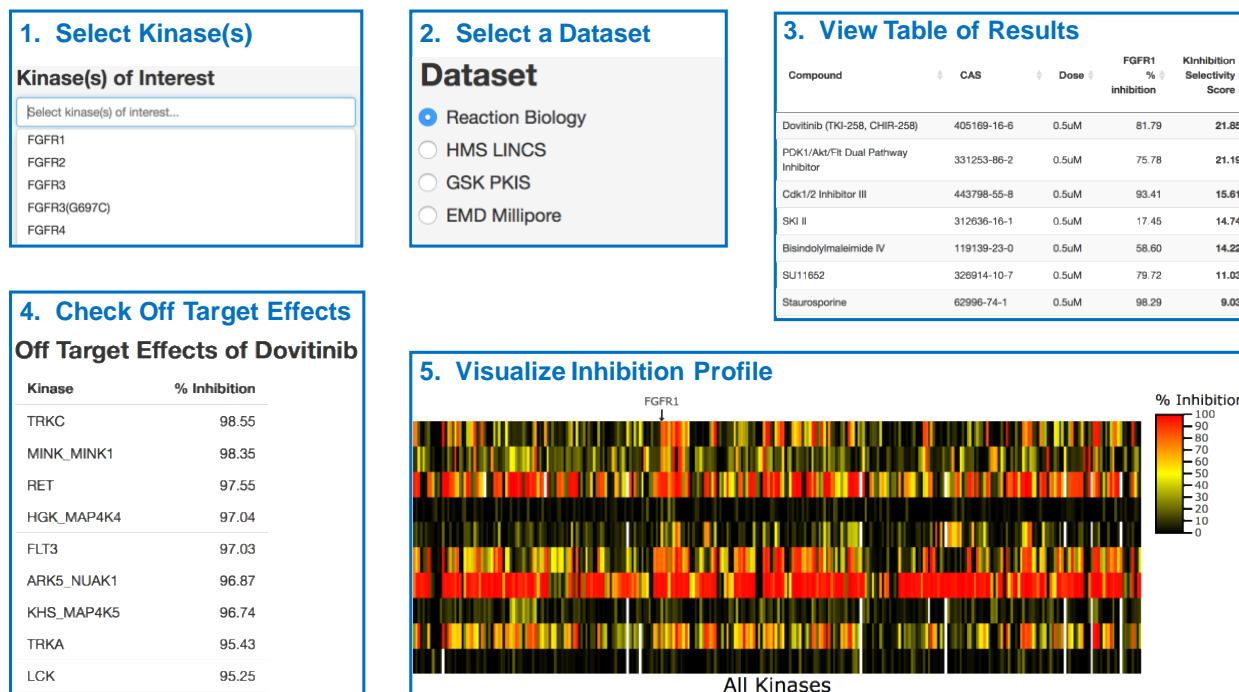 1. Select Kinase(s)
Kinase(s) of Interest
Select kinase(s) of interest...
FGFR1
FGFR2
FGFR3
FGFR3(G697C)
FGFR4
2. Select a Dataset
Dataset
Reaction Biology
HMS LINCS
GSK PKIS
EMD Millipore
3. View Table of Results
Compound CAS Dose FGFR1 % inhibition KInhibition Selectivity Score
Dovitinib (TKI-258, CHIR-258) 405169-16-6 0.5uM 81.79 21.85
PDK1/Akt/Flt Dual Pathway Inhibitor 331253-86-2 0.5uM 75.78 21.19
Cdk1/2 Inhibitor III 443798-55-8 0.5uM 93.41 15.61
SKI II 312636-16-1 0.5uM 17.45 14.74
Bisindolylmaleimide IV 119139-23-0 0.5uM 58.60 14.22
SU11652 326914-10-7 0.5uM 79.72 11.03
Staurosporine 62996-74-1 0.5uM 98.29 9.03
4. Check Off Target Effects
Off Target Effects of Dovitinib
Kinase % Inhibition
TRKC 98.55
MINK_MINK1 98.35
RET 97.55
HGK_MAP4K4 97.04
FLT3 97.03
ARK5_NUAK1 96.87
KHS_MAP4K5 96.74
TRKA 95.43
LCK 95.25
5. Visualize Inhibition Profile
FGFR1
% Inhibition
100
90
80
70
60
50
40
30
20
10
0
All Kinases